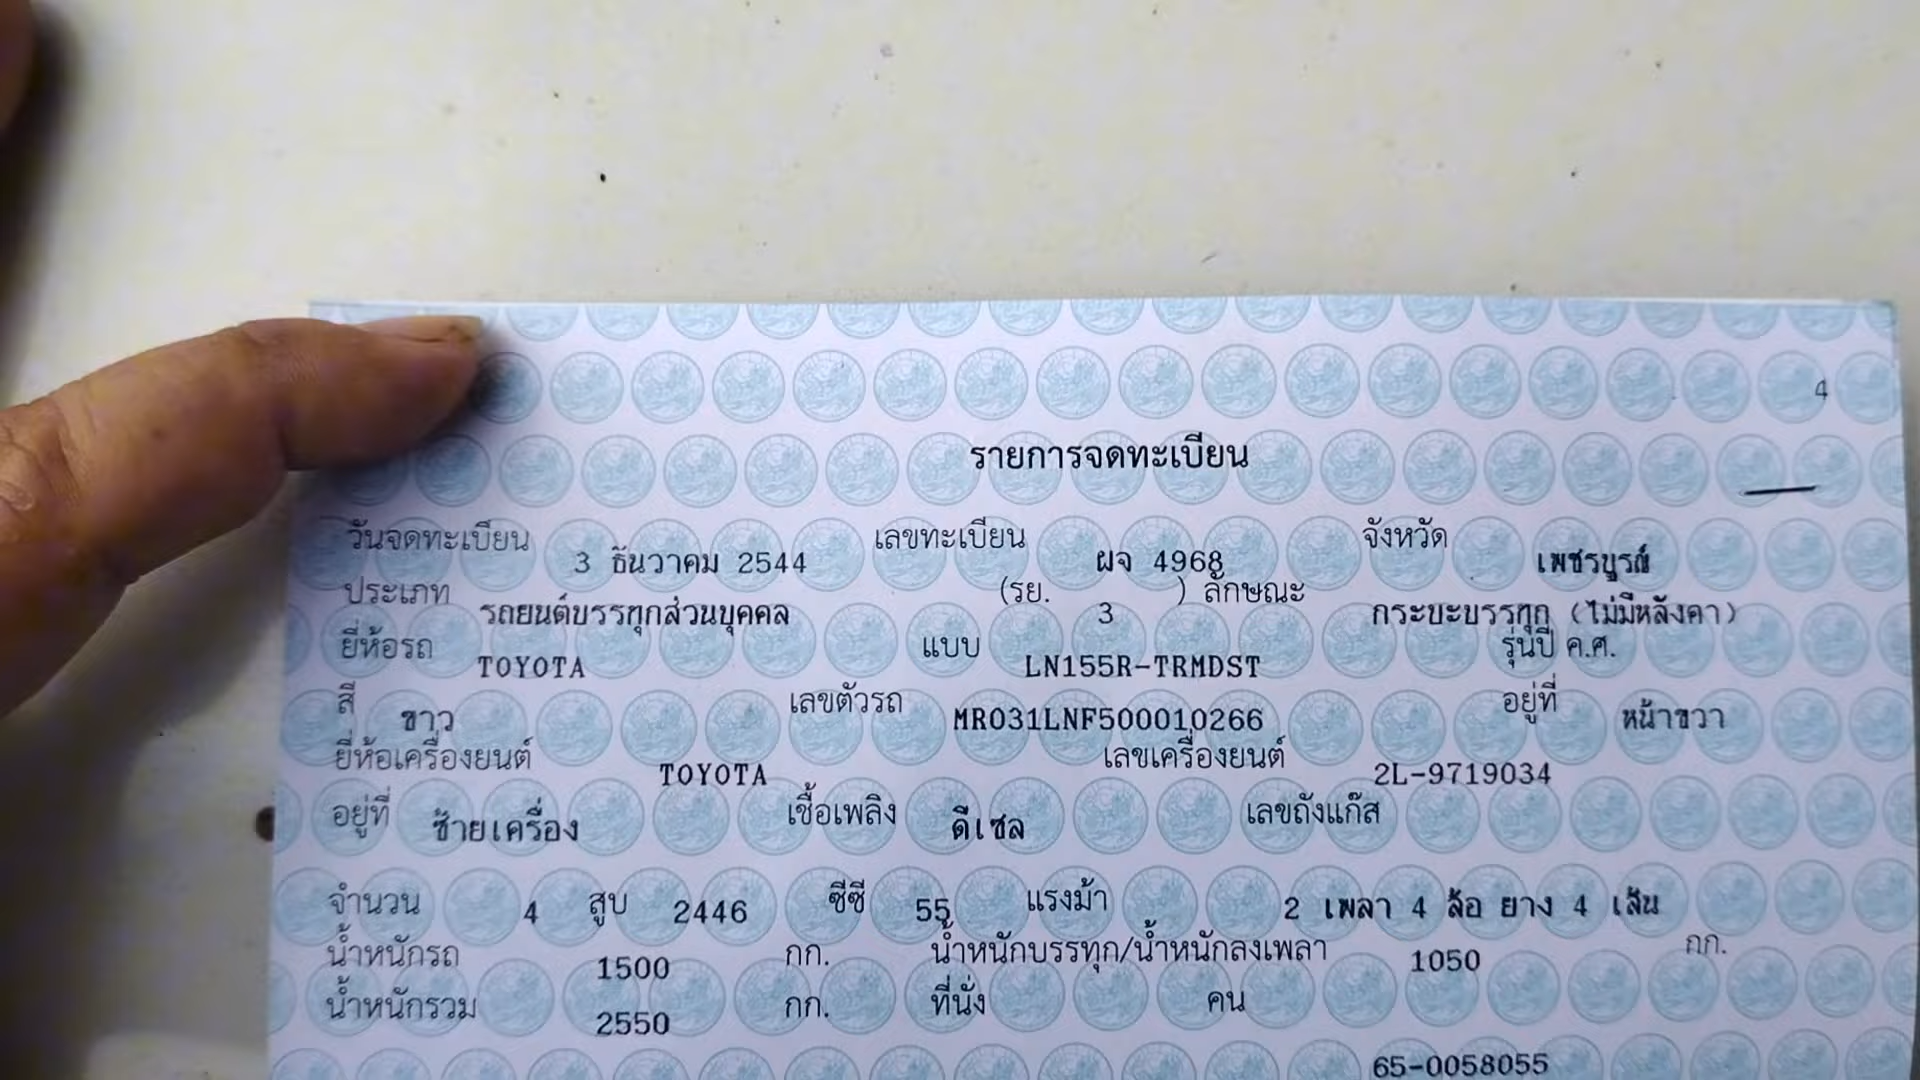 4
รายการจดทะเบียน
วันจดทะเบียน 3 ธันวาคม 2544 เลขทะเบียน ผจ 4968 จังหวัด เพชรบูรณ์
ประเภท รถยนต์บรรทุกส่วนบุคคล (รย. 3 ) ลักษณะ กระบะบรรทุก (ไม่มีหลังคา)
ยี่ห้อรถ TOYOTA แบบ LN155R-TRMDST รุ่นปี ค.ศ.
สี ขาว เลขตัวรถ MR031LNF500010266 อยู่ที่ หน้าขวา
ยี่ห้อเครื่องยนต์ TOYOTA เลขเครื่องยนต์ 2L-9719034
อยู่ที่ ซ้ายเครื่อง เชื้อเพลิง ดีเซล เลขถังแก๊ส
จำนวน 4 สูบ 2446 ซีซี 55 แรงม้า 2 เพลา 4 ล้อ ยาง 4 เส้น
น้ำหนักรถ 1500 กก. น้ำหนักบรรทุก/น้ำหนักลงเพลา 1050 กก.
น้ำหนักรวม 2550 กก. ที่นั่ง คน
65-0058055